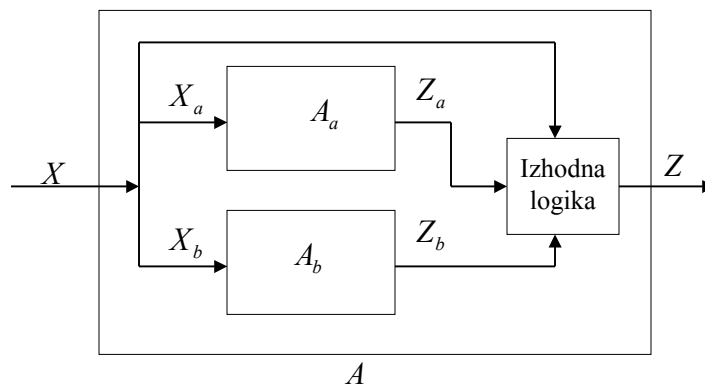 X
X_a
A_a
Z_a
X_b
A_b
Z_b
Izhodna
logika
Z
A